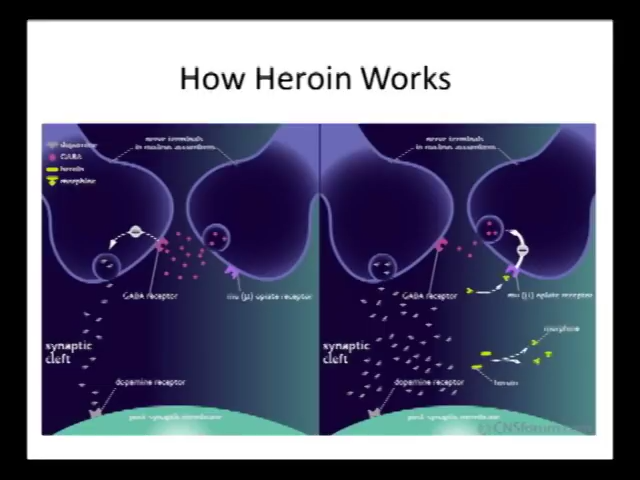 How Heroin Works
dopamine
GABA
heroin
morphine
nerve terminals
in nucleus accumbens
nerve terminals
in nucleus accumbens
GABA receptor
mu (µ) opiate receptor
GABA receptor
mu (µ) opiate receptor
synaptic
cleft
synaptic
cleft
morphine
heroin
dopamine receptor
dopamine receptor
post synaptic membrane
post synaptic membrane
CNSforum